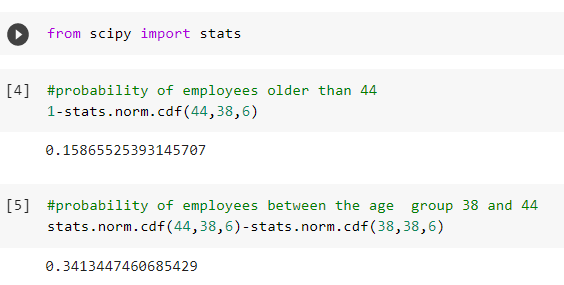 from scipy import stats
[4] #probability of employees older than 44
1-stats.norm.cdf(44,38,6)
0.15865525393145707
[5] #probability of employees between the age  group 38 and 44
stats.norm.cdf(44,38,6)-stats.norm.cdf(38,38,6)
0.3413447460685429